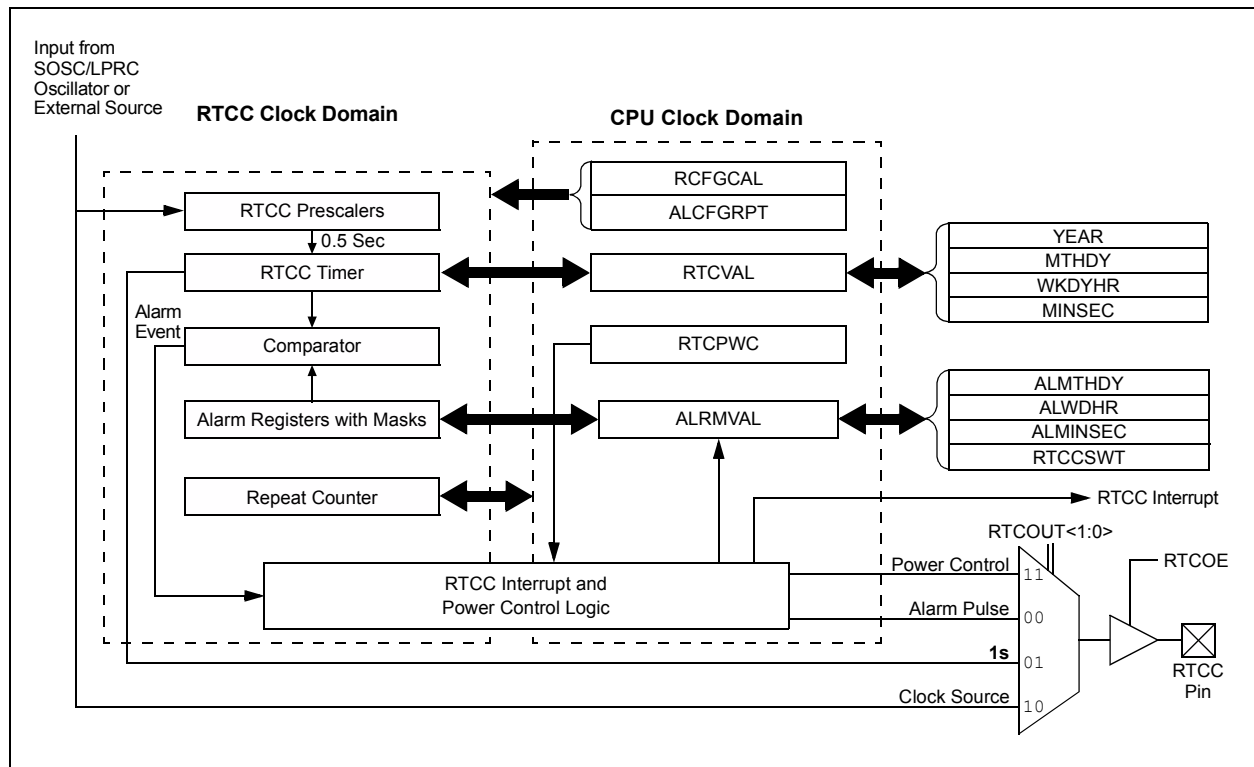 Input from
SOSC/LPRC
Oscillator or
External Source
RTCC Clock Domain
CPU Clock Domain
RTCC Prescalers
0.5 Sec
RTCC Timer
Alarm
Event
Comparator
Alarm Registers with Masks
Repeat Counter
RCFGCAL
ALCFGRPT
RTCVAL
RTCPWC
ALRMVAL
YEAR
MTHDY
WKDYHR
MINSEC
ALMTHDY
ALWDHR
ALMINSEC
RTCCSWT
RTCC Interrupt
RTCC Interrupt and
Power Control Logic
RTCOUT<1:0>
Power Control
11
Alarm Pulse
00
1s
01
Clock Source
10
RTCOE
RTCC
Pin